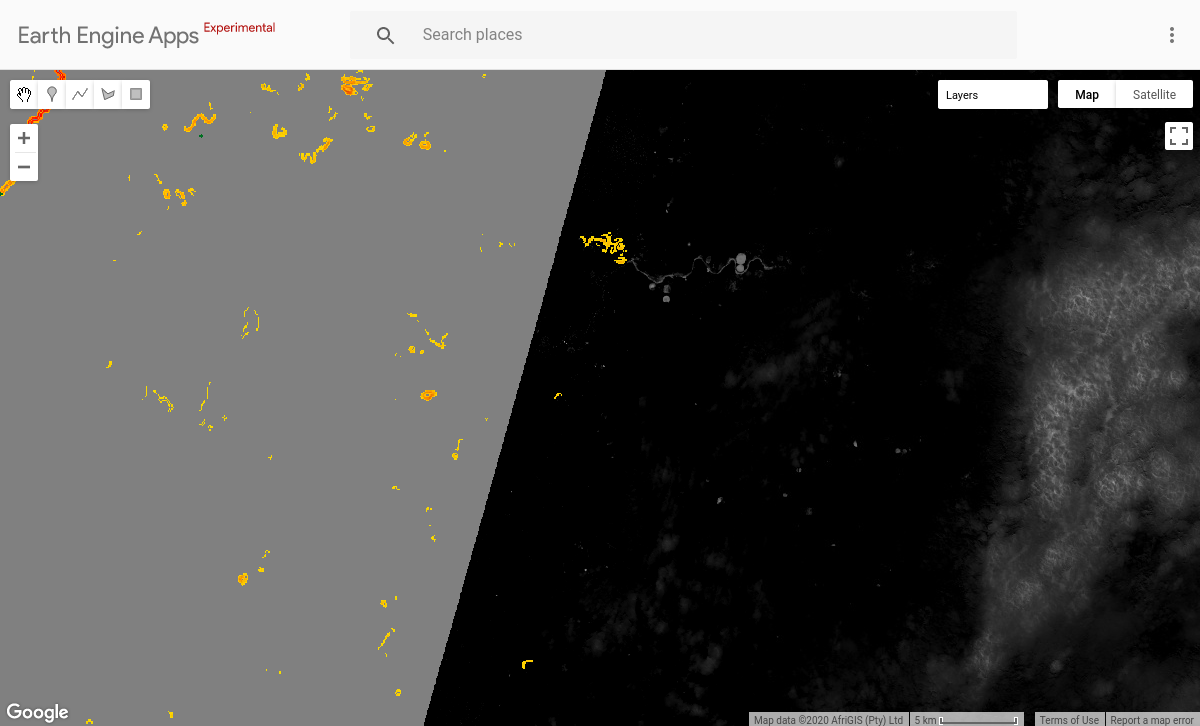 Earth Engine Apps Experimental
Search places
Layers
Map
Satellite
+
−
Google
Map data ©2020 AfriGIS (Pty) Ltd
5 km
Terms of Use
Report a map error